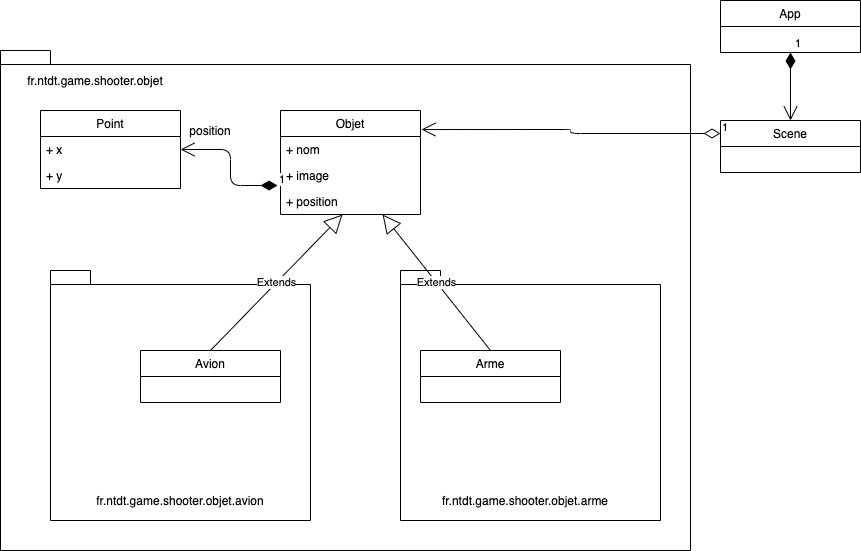 App
1
fr.ntdt.game.shooter.objet
Point
position
Objet
1
Scene
+ x
+ nom
+ y
1
+ image
+ position
Extends
Extends
Avion
Arme
fr.ntdt.game.shooter.objet.avion
fr.ntdt.game.shooter.objet.arme